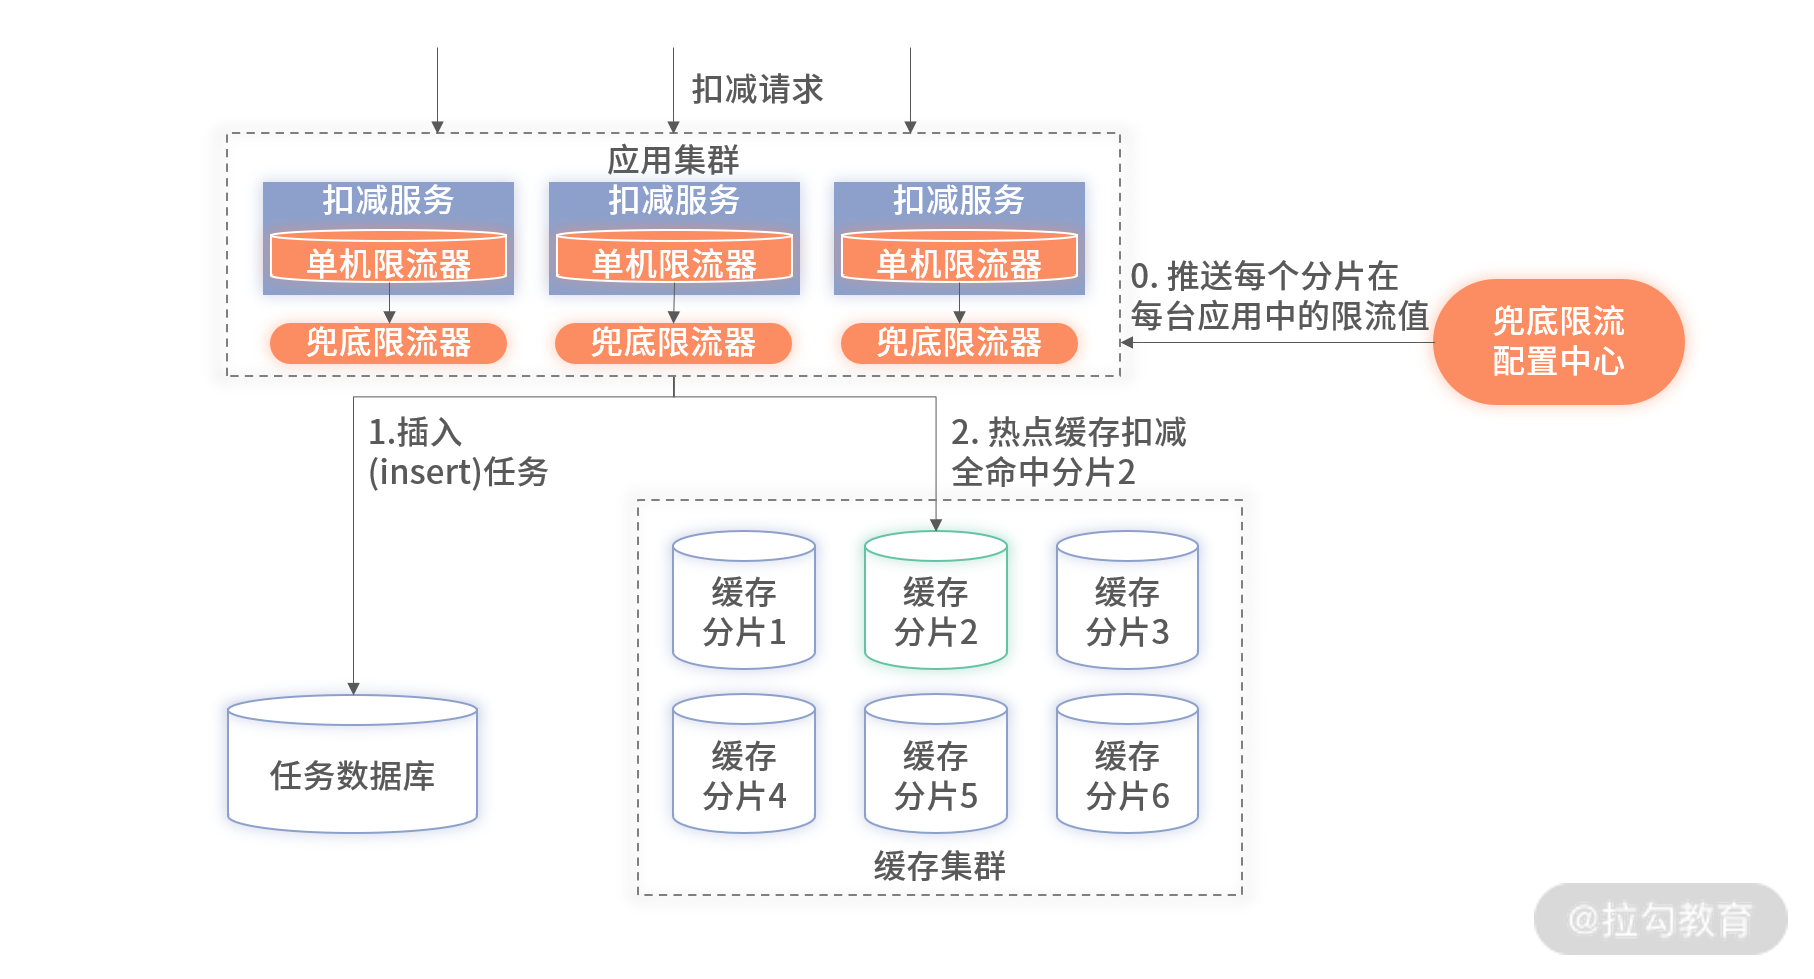 扣减请求
应用集群
扣减服务
单机限流器
兜底限流器
扣减服务
单机限流器
兜底限流器
扣减服务
单机限流器
兜底限流器
0. 推送每个分片在
每台应用中的限流值
兜底限流
配置中心
1.插入
(insert)任务
2. 热点缓存扣减
全命中分片2
缓存
分片1
缓存
分片2
缓存
分片3
缓存
分片4
缓存
分片5
缓存
分片6
缓存集群
任务数据库
@拉勾教育